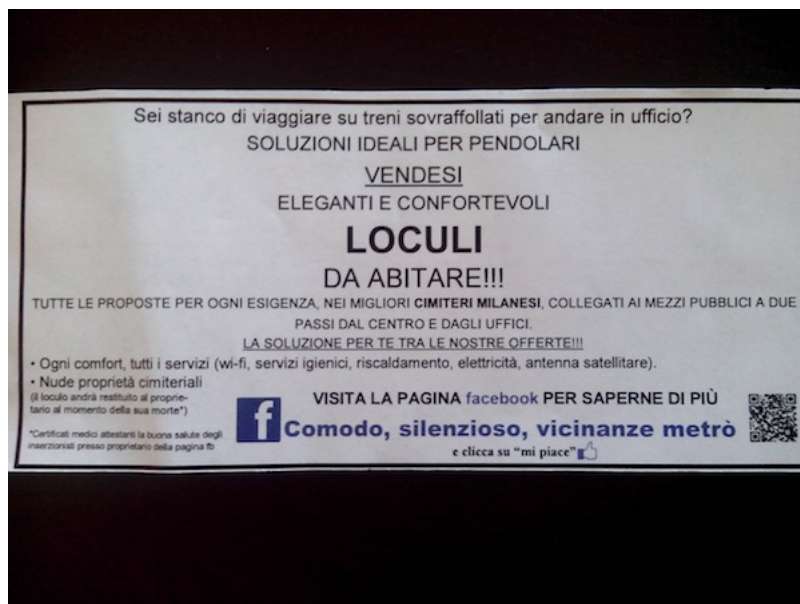 Sei stanco di viaggiare su treni sovraffollati per andare in ufficio?
SOLUZIONI IDEALI PER PENDOLARI
VENDESI
ELEGANTI E CONFORTEVOLI
LOCULI
DA ABITARE!!!
TUTTE LE PROPOSTE PER OGNI ESIGENZA, NEI MIGLIORI CIMITERI MILANESI, COLLEGATI AI MEZZI PUBBLICI A DUE
PASSI DAL CENTRO E DAGLI UFFICI.
LA SOLUZIONE PER TE TRA LE NOSTRE OFFERTE!!!
• Ogni comfort, tutti i servizi (wi-fi, servizi igienici, riscaldamento, elettricità, antenna satellitare).
• Nude proprietà cimiteriali
(il loculo andrà restituito al proprie-
tario al momento della sua morte*)
*Certificati medici attestanti la buona salute degli
inserzionisti presso proprietario della pagina fb
VISITA LA PAGINA facebook PER SAPERNE DI PIÙ
f Comodo, silenzioso, vicinanze metrò
e clicca su "mi piace"